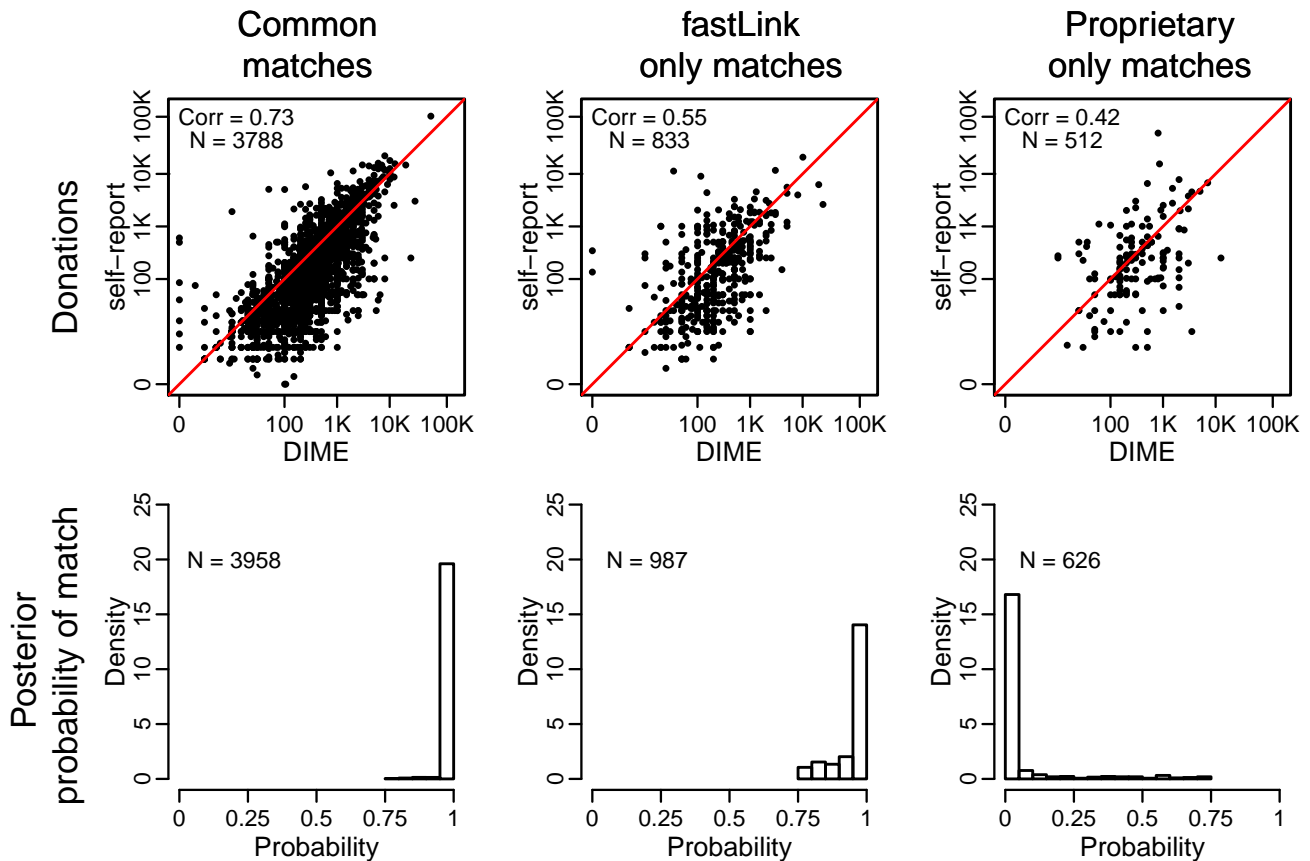 Common
matches
fastLink
only matches
Proprietary
only matches
Donations
self−report
0
100
1K
10K
100K
Corr = 0.73
N = 3788
0
100
1K
10K
100K
DIME
self−report
0
100
1K
10K
100K
Corr = 0.55
N = 833
0
100
1K
10K
100K
DIME
self−report
0
100
1K
10K
100K
Corr = 0.42
N = 512
0
100
1K
10K
100K
DIME
Posterior
probability of match
Density
0
5
10
15
20
25
N = 3958
0
0.25
0.5
0.75
1
Probability
Density
0
5
10
15
20
25
N = 987
0
0.25
0.5
0.75
1
Probability
Density
0
5
10
15
20
25
N = 626
0
0.25
0.5
0.75
1
Probability